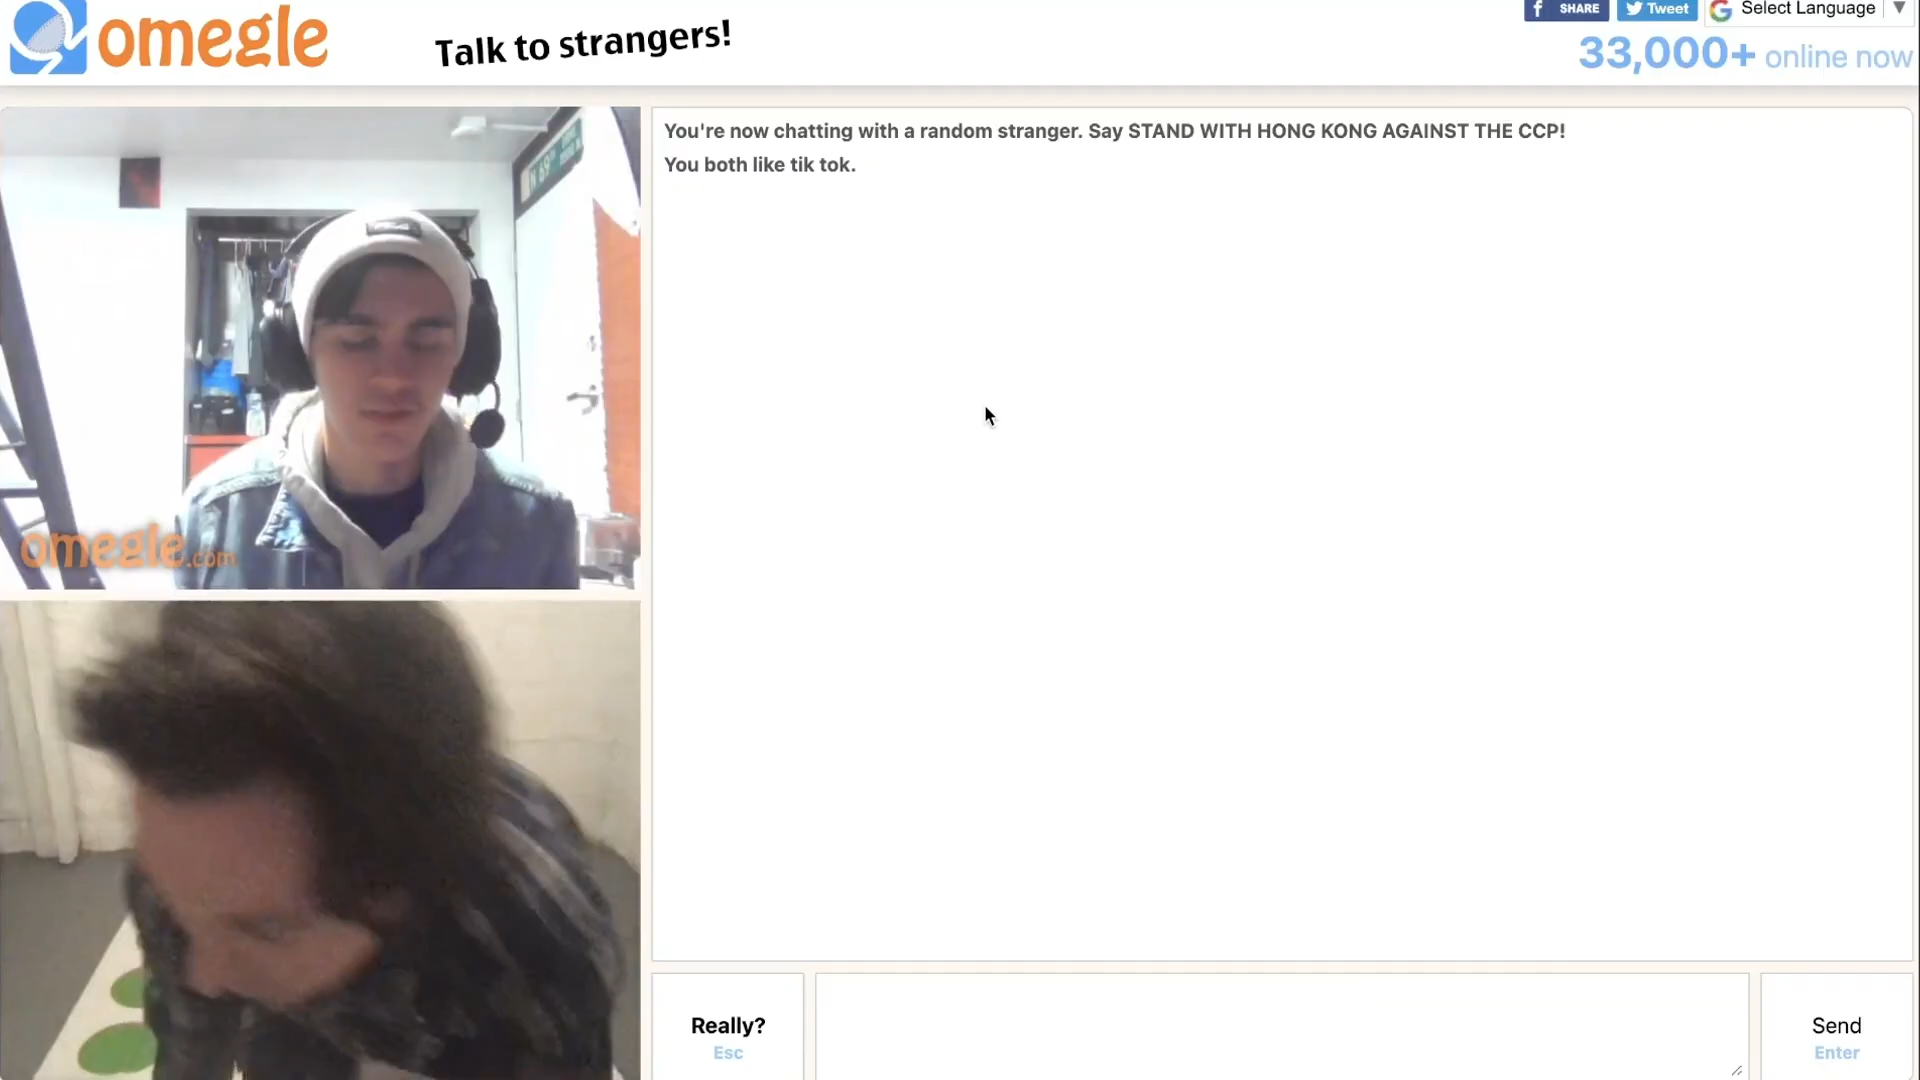 omegle
Talk to strangers!
SHARE
Tweet
Select Language
33,000+ online now
You're now chatting with a random stranger. Say STAND WITH HONG KONG AGAINST THE CCP!
You both like tik tok.
omegle.com
Really?
Esc
Send
Enter